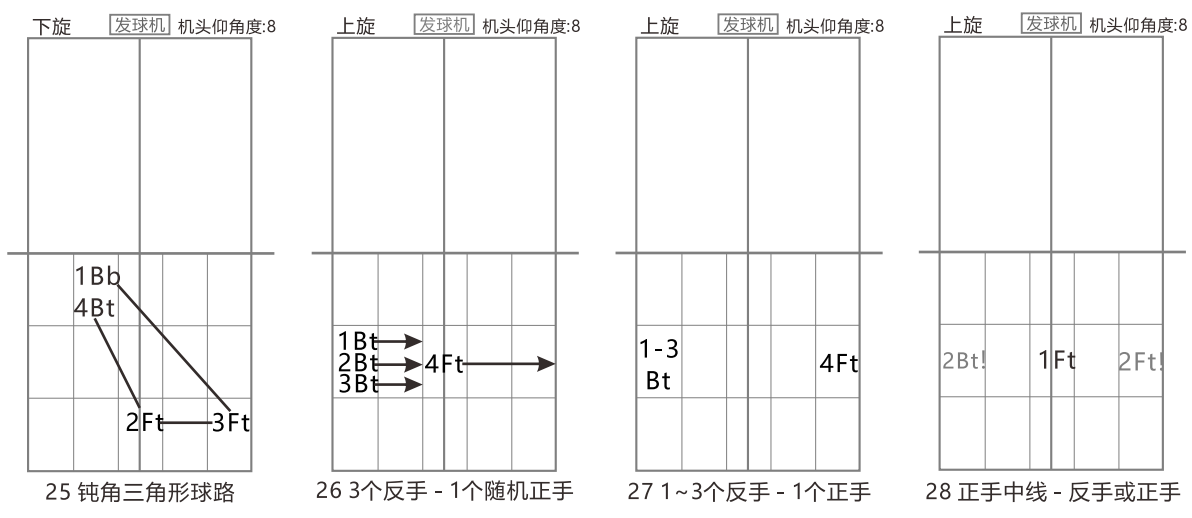 下旋 发球机 机头仰角度:8
1Bb
4Bt
2Ft 3Ft
25 钝角三角形球路
上旋 发球机 机头仰角度:8
1Bt
2Bt 4Ft
3Bt
26 3个反手 - 1个随机正手
上旋 发球机 机头仰角度:8
1-3
Bt
4Ft
27 1~3个反手 - 1个正手
上旋 发球机 机头仰角度:8
2Bt! 1Ft 2Ft!
28 正手中线 - 反手或正手